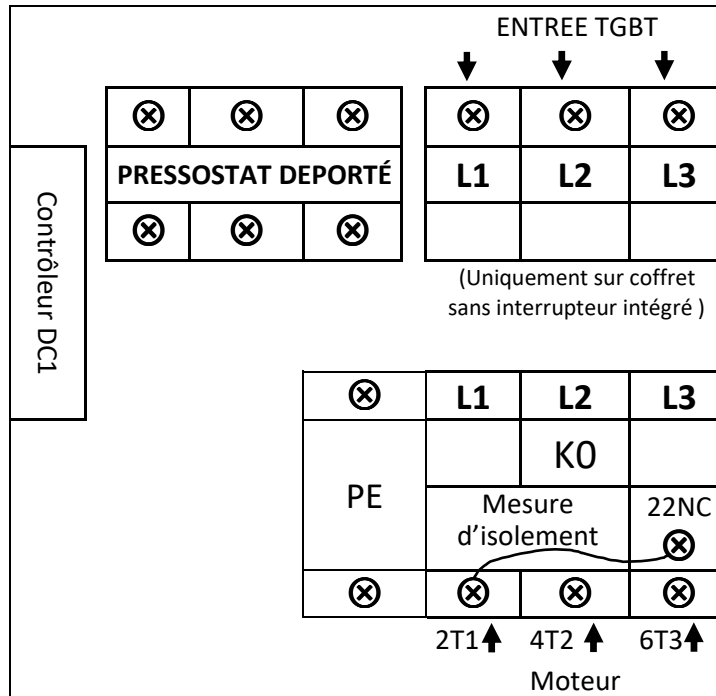 ENTREE TGBT
PRESSOSTAT DEPORTÉ
L1 L2 L3
Contrôleur DC1
(Uniquement sur coffret
sans interrupteur intégré )
L1 L2 L3
K0
PE
Mesure
d’isolement
22NC
2T1 4T2 6T3
Moteur